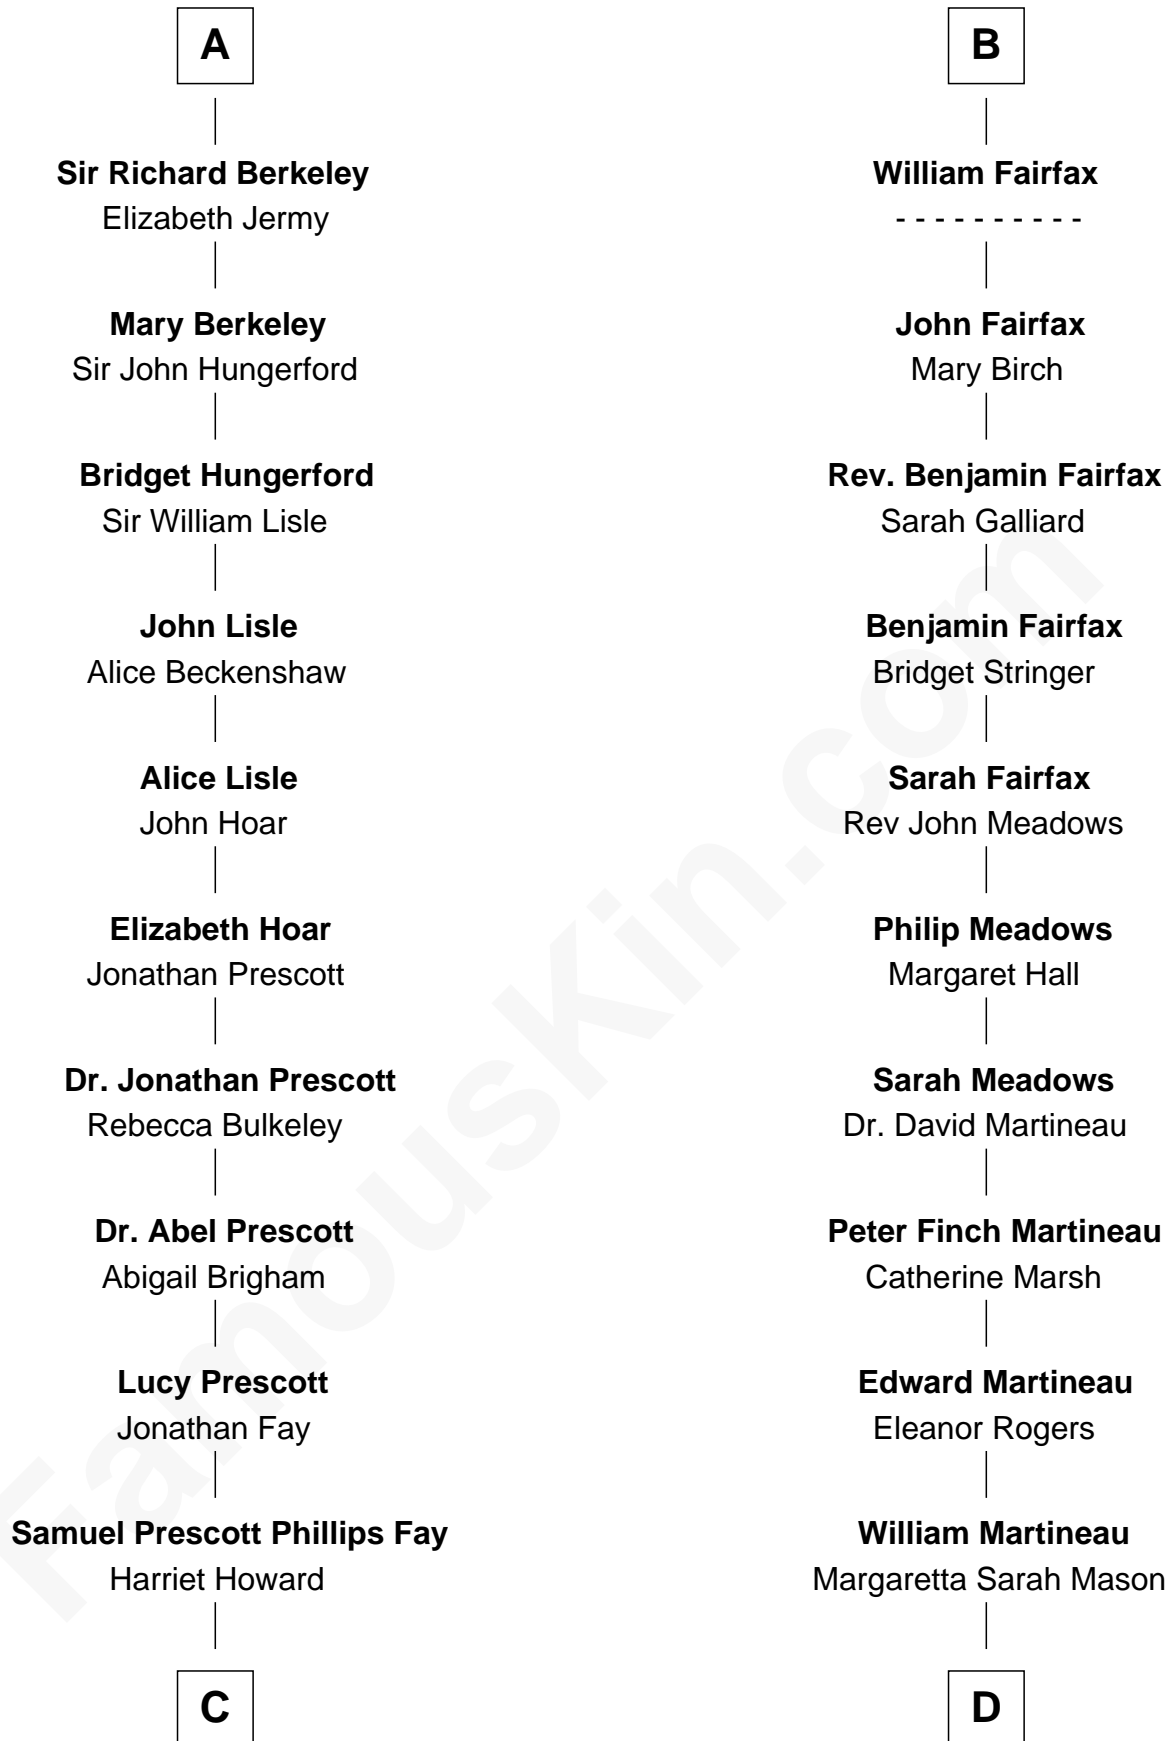 A
Sir Richard Berkeley
Elizabeth Jermy
Mary Berkeley
Sir John Hungerford
Bridget Hungerford
Sir William Lisle
John Lisle
Alice Beckenshaw
Alice Lisle
John Hoar
Elizabeth Hoar
Jonathan Prescott
Dr. Jonathan Prescott
Rebecca Bulkeley
Dr. Abel Prescott
Abigail Brigham
Lucy Prescott
Jonathan Fay
Samuel Prescott Phillips Fay
Harriet Howard
C
B
William Fairfax
- - - - - - - - - -
John Fairfax
Mary Birch
Rev. Benjamin Fairfax
Sarah Galliard
Benjamin Fairfax
Bridget Stringer
Sarah Fairfax
Rev John Meadows
Philip Meadows
Margaret Hall
Sarah Meadows
Dr. David Martineau
Peter Finch Martineau
Catherine Marsh
Edward Martineau
Eleanor Rogers
William Martineau
Margaretta Sarah Mason
D
FamousKin.com